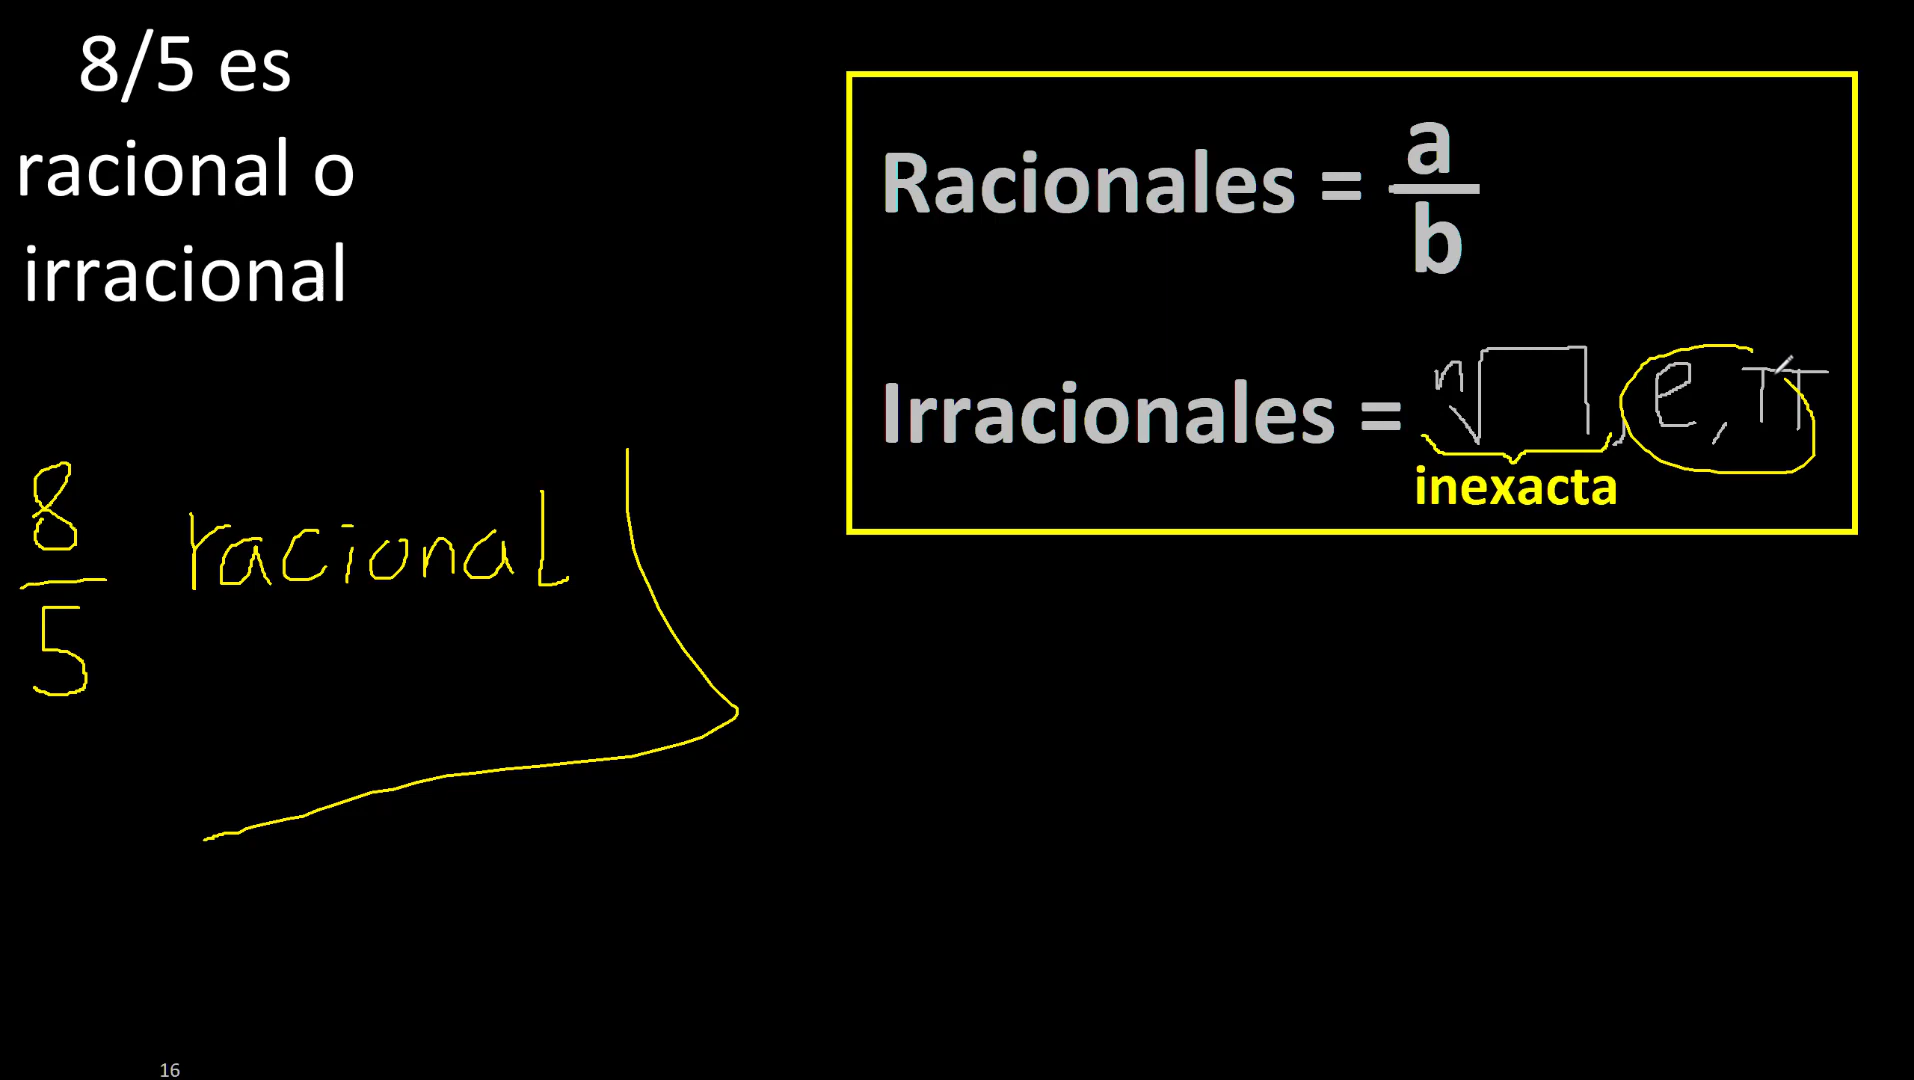 8/5 es
racional o
irracional
Racionales = a/b
Irracionales = ⁿ√ , e, π
inexacta
8/5 racional
16